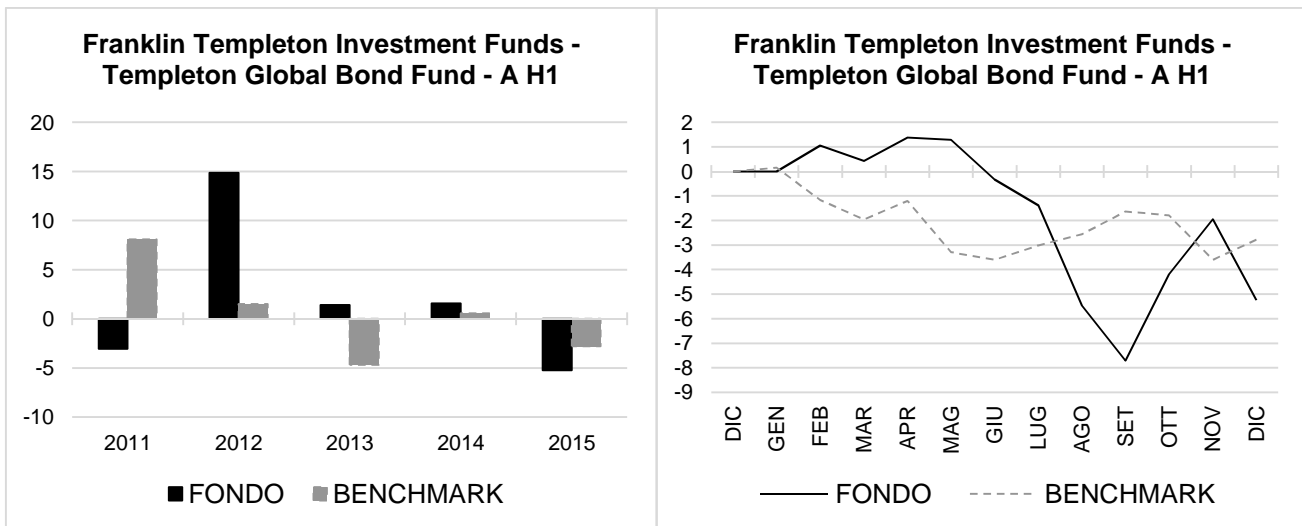 Franklin Templeton Investment Funds -
Templeton Global Bond Fund - A H1
20
15
10
5
0
-5
-10
2011 2012 2013 2014 2015
FONDO BENCHMARK
Franklin Templeton Investment Funds -
Templeton Global Bond Fund - A H1
2
1
0
-1
-2
-3
-4
-5
-6
-7
-8
-9
DIC GEN FEB MAR APR MAG GIU LUG AGO SET OTT NOV DIC
FONDO BENCHMARK